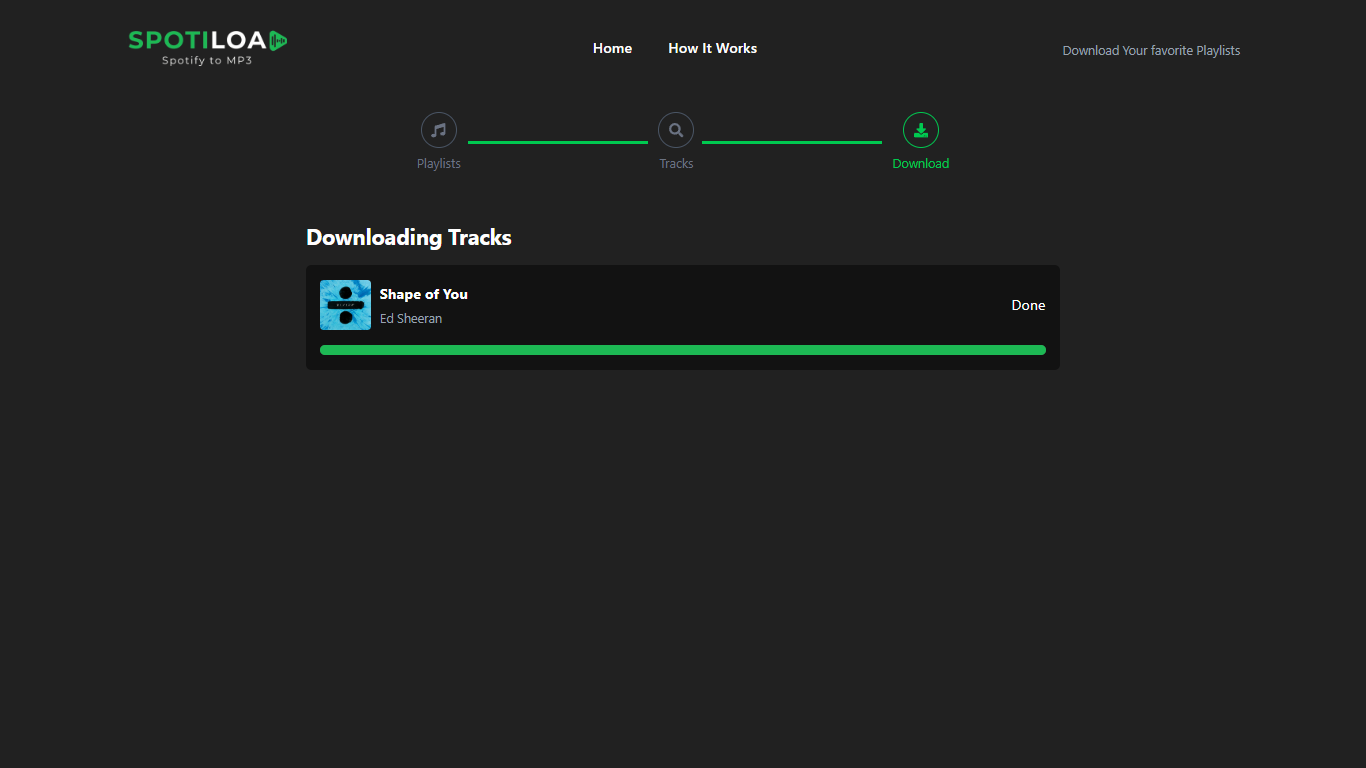 SPOTILOAD
Spotify to MP3
Home
How It Works
Download Your favorite Playlists
Playlists
Tracks
Download
Downloading Tracks
Shape of You
Ed Sheeran
Done